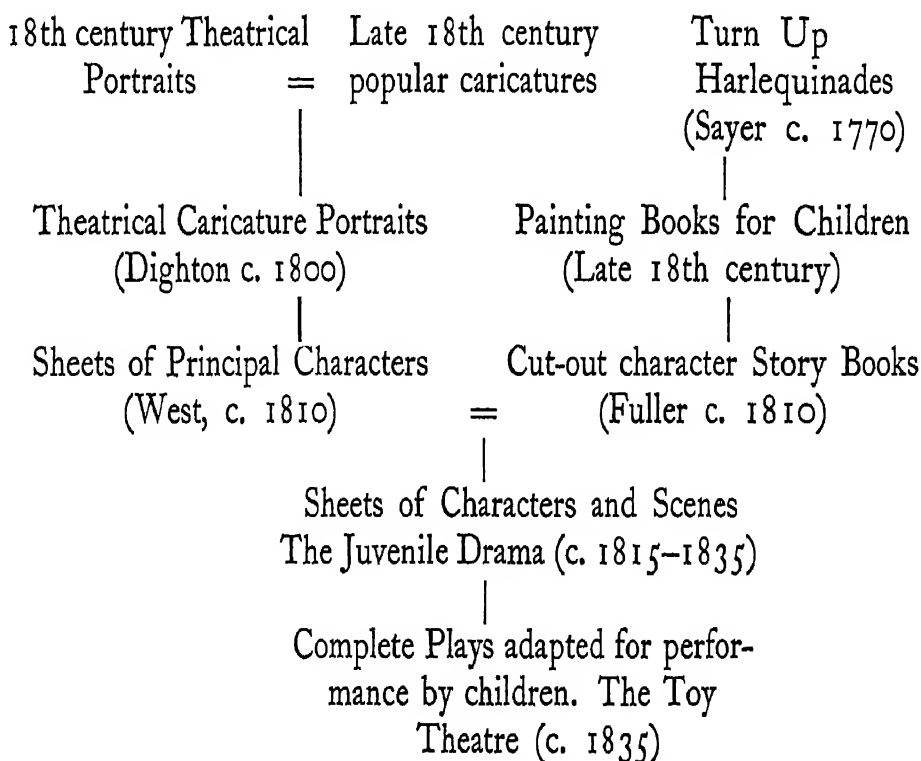 18th century Theatrical Portraits = Late 18th century popular caricatures
Turn Up
Harlequinades
(Sayer c. 1770)
Theatrical Caricature Portraits
(Dighton c. 1800)
Painting Books for Children
(Late 18th century)
Sheets of Principal Characters
(West, c. 1810)
=
Cut-out character Story Books
(Fuller c. 1810)
Sheets of Characters and Scenes
The Juvenile Drama (c. 1815–1835)
Complete Plays adapted for perfor-
mance by children. The Toy
Theatre (c. 1835)